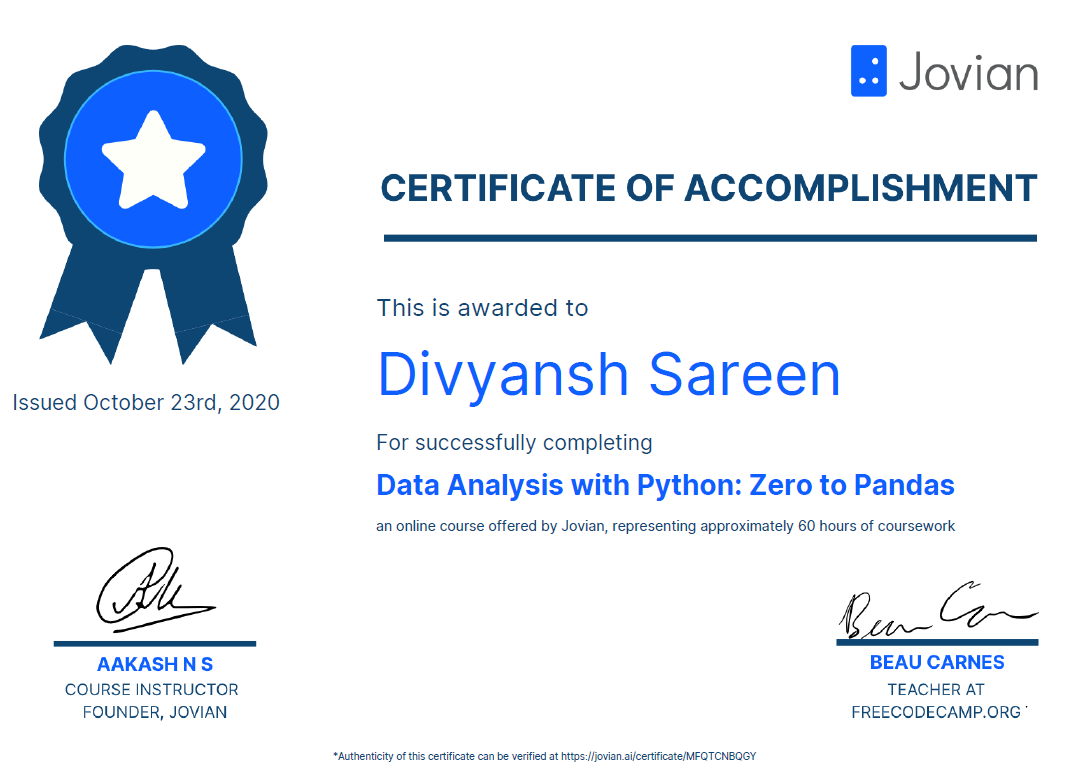 Jovian
CERTIFICATE OF ACCOMPLISHMENT
This is awarded to
Divyansh Sareen
Issued October 23rd, 2020
For successfully completing
Data Analysis with Python: Zero to Pandas
an online course offered by Jovian, representing approximately 60 hours of coursework
AAKASH N S
COURSE INSTRUCTOR
FOUNDER, JOVIAN
Beau Carnes
BEAU CARNES
TEACHER AT
FREECODECAMP.ORG
*Authenticity of this certificate can be verified at https://jovian.ai/certificate/MFQTCNBQGY